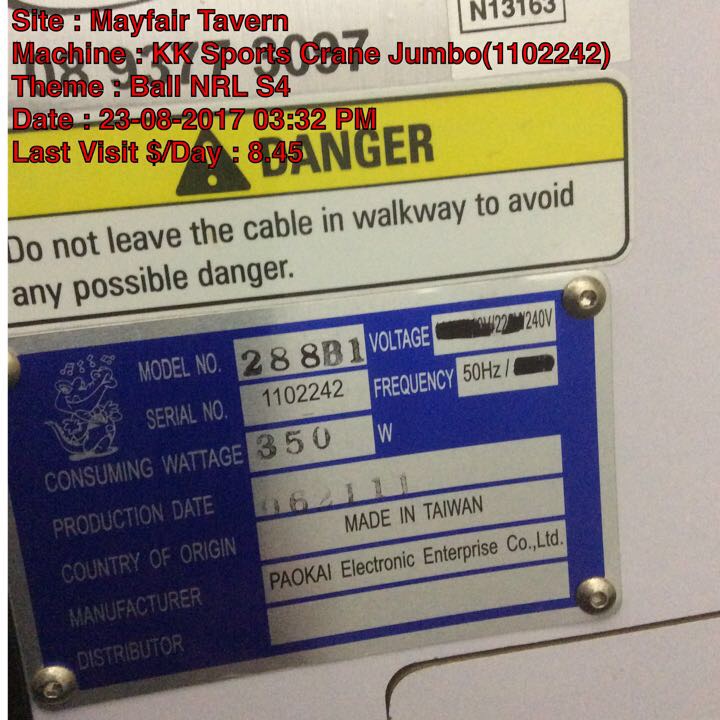 N13163
Site : Mayfair Tavern
Machine : KK Sports Crane Jumbo(1102242)
Theme : Ball NRL S4
Date : 23-08-2017 03:32 PM
Last Visit $/Day : 8.45
DANGER
Do not leave the cable in walkway to avoid
any possible danger.
MODEL NO. 288B1 VOLTAGE /240V
SERIAL NO. 1102242 FREQUENCY 50Hz /
CONSUMING WATTAGE 350 W
PRODUCTION DATE
COUNTRY OF ORIGIN MADE IN TAIWAN
MANUFACTURER PAOKAI Electronic Enterprise Co.,Ltd.
DISTRIBUTOR